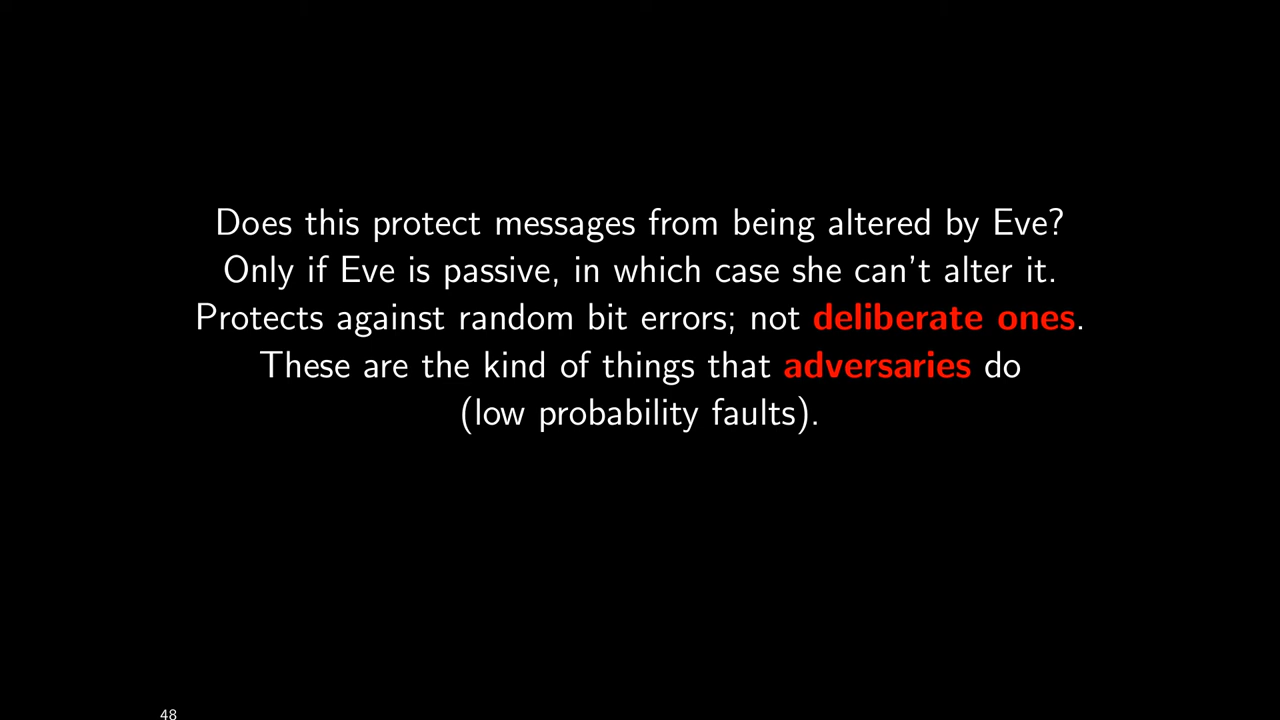 Does this protect messages from being altered by Eve?
Only if Eve is passive, in which case she can't alter it.
Protects against random bit errors; not deliberate ones.
These are the kind of things that adversaries do
(low probability faults).
48